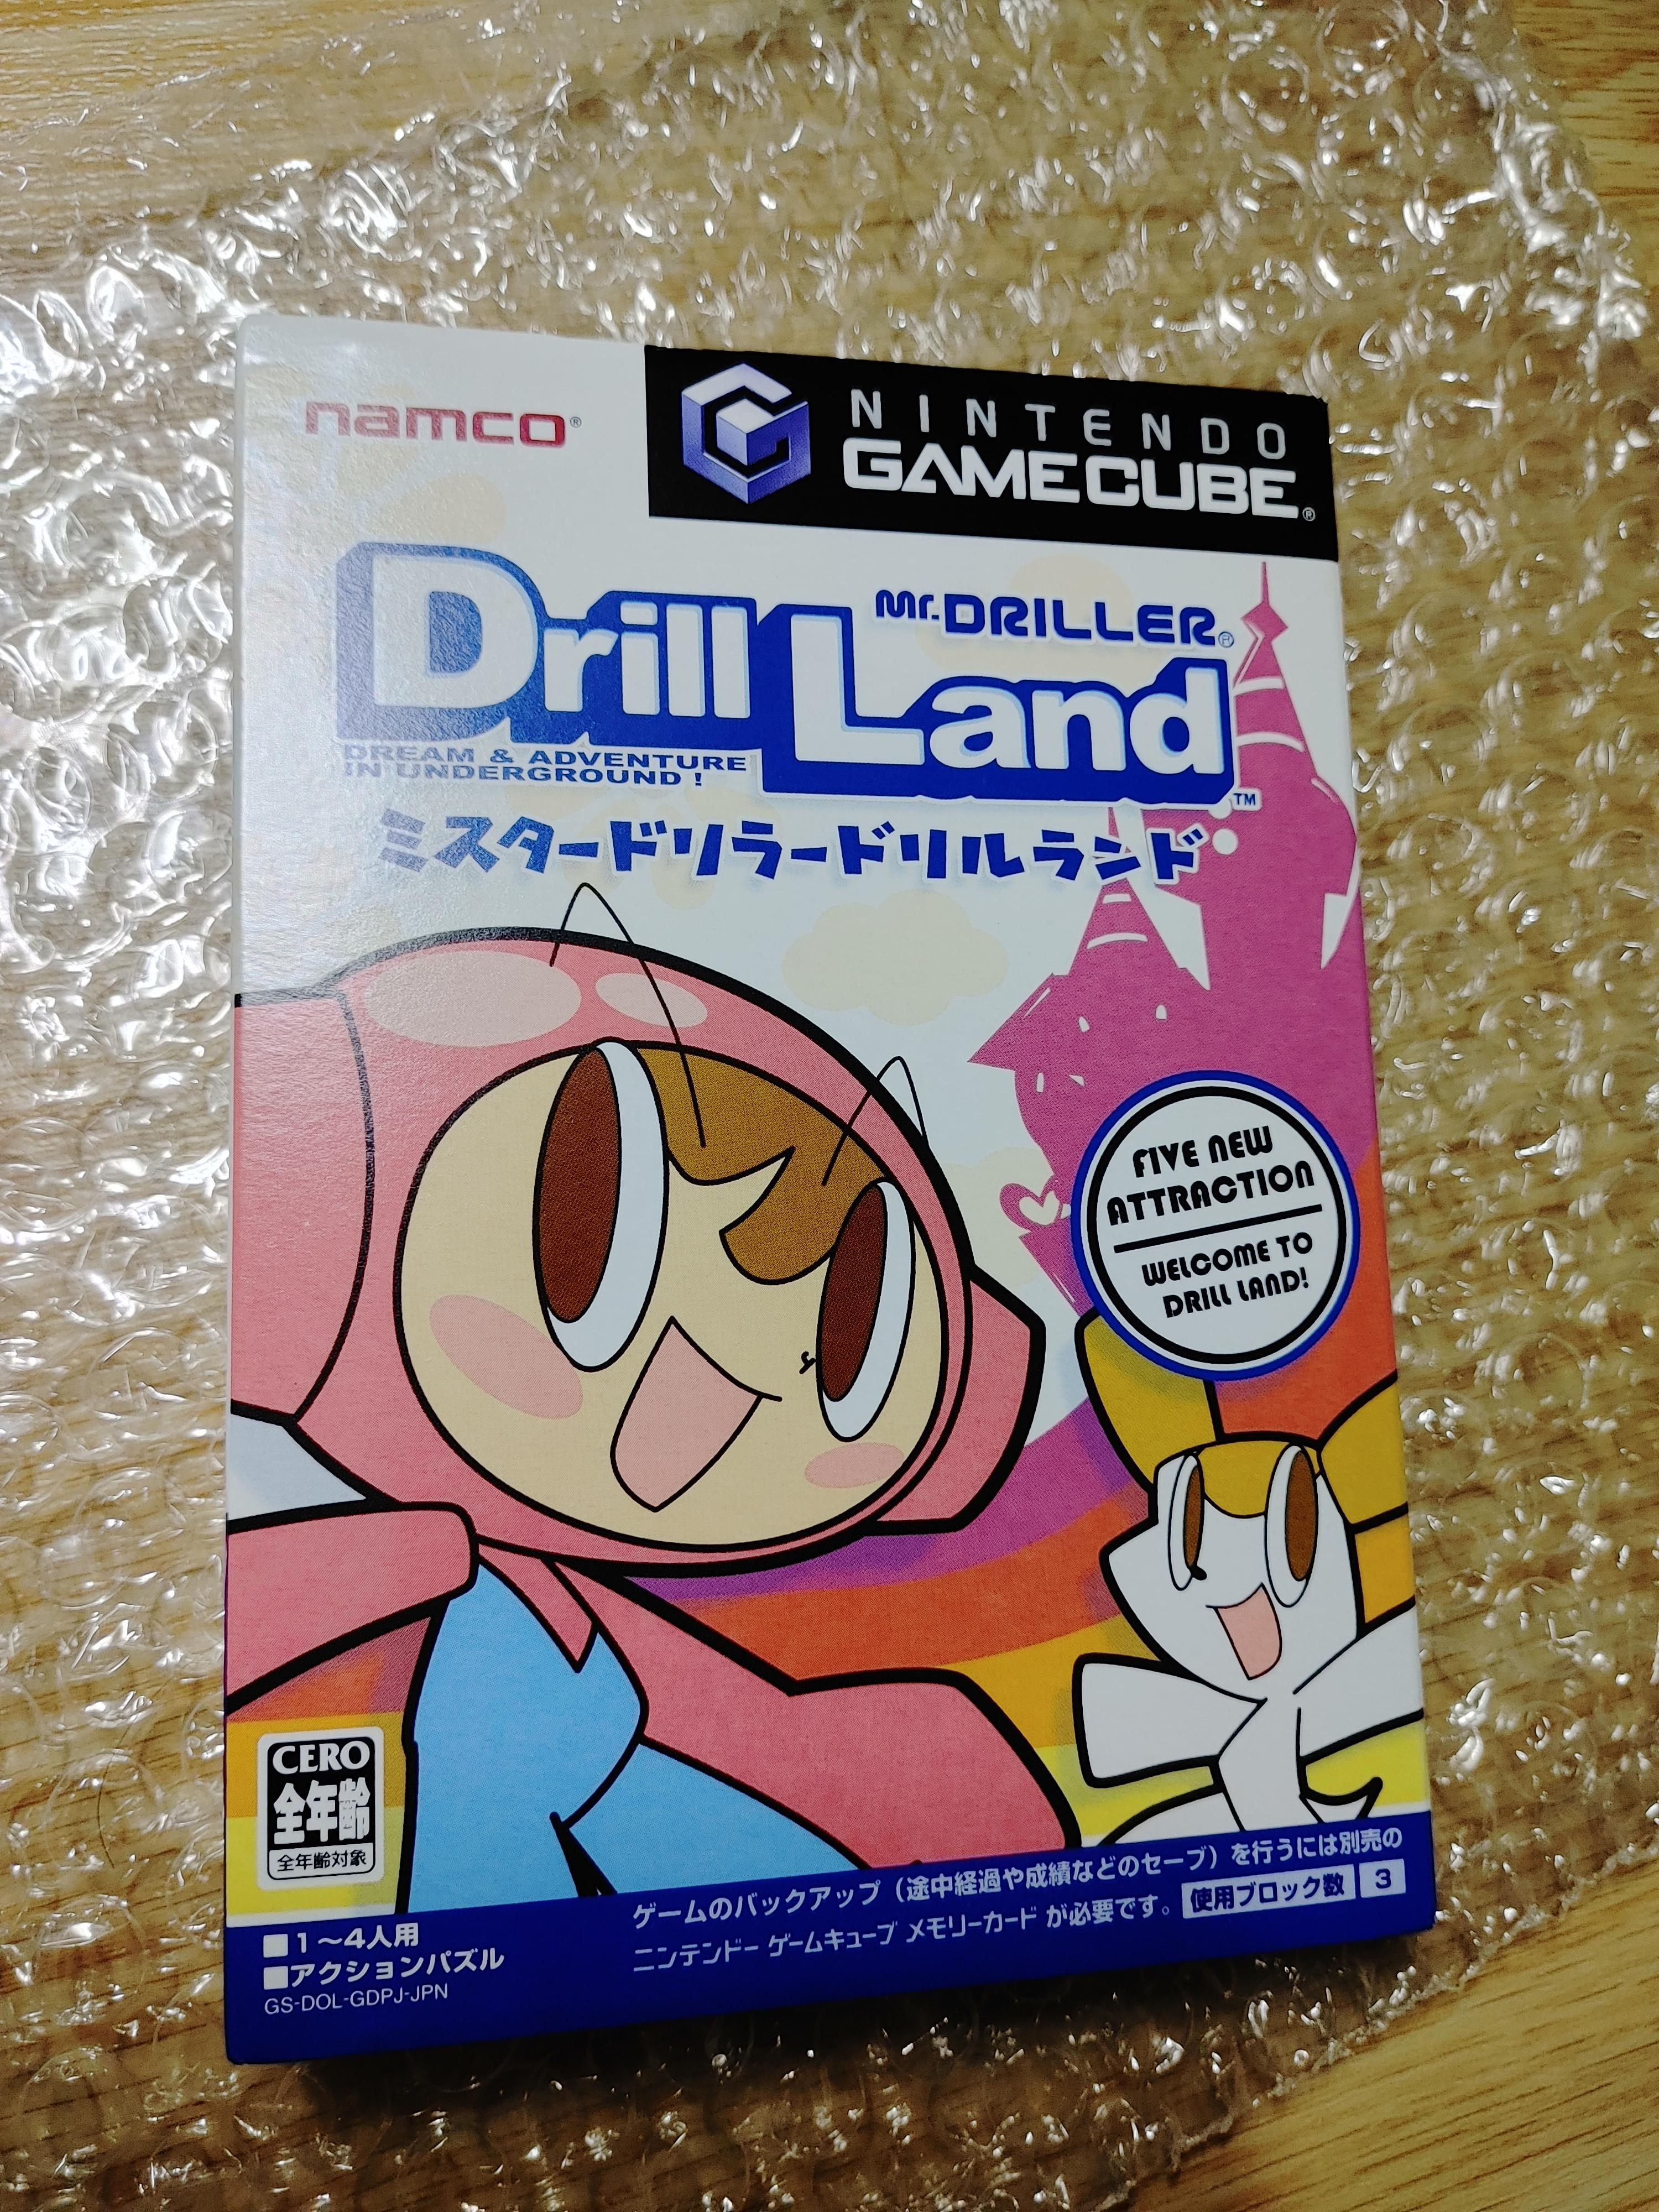 namco®
NINTENDO
GAMECUBE®
Mr.DRILLER®
Drill Land™
DREAM & ADVENTURE
IN UNDERGROUND!
ミスタードリラードリルランド
FIVE NEW
ATTRACTION
WELCOME TO
DRILL LAND!
CERO
全年齢
全年齢対象
■1～4人用
■アクションパズル
GS-DOL-GDPJ-JPN
ゲームのバックアップ（途中経過や成績などのセーブ）を行うには別売の
ニンテンドー ゲームキューブ メモリーカード が必要です。 使用ブロック数 3